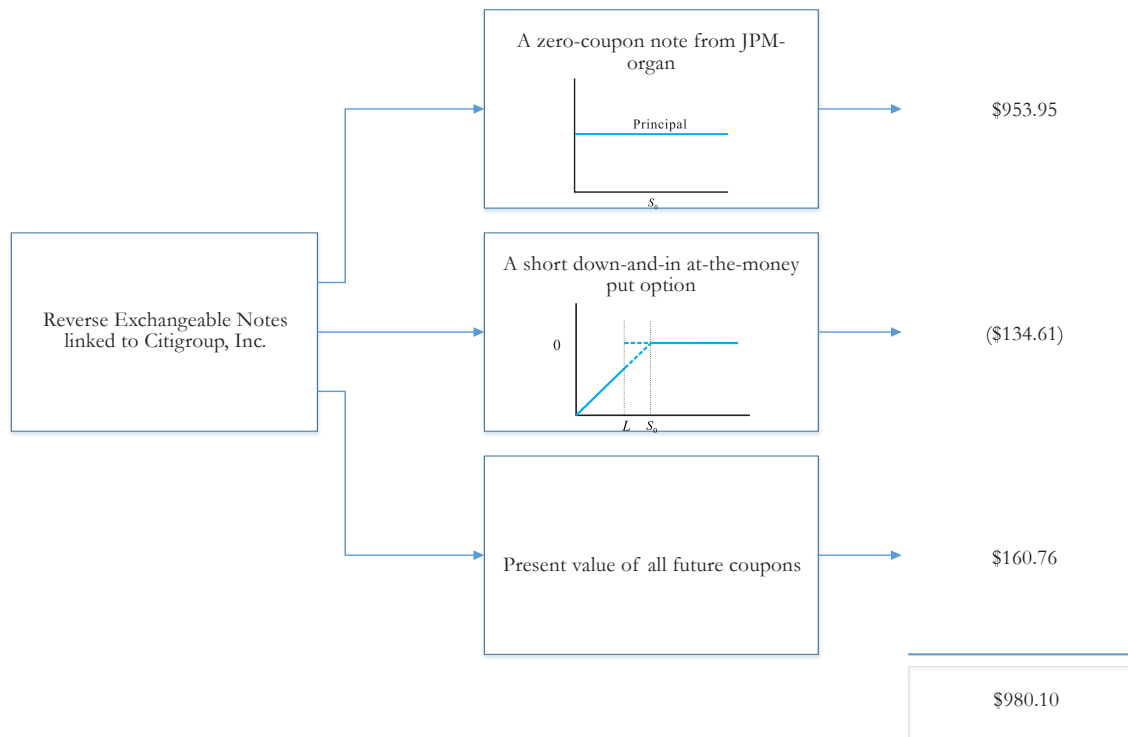 A zero-coupon note from JPM-
organ
Principal
S₀
$953.95
Reverse Exchangeable Notes
linked to Citigroup, Inc.
A short down-and-in at-the-money
put option
0
L S₀
($134.61)
Present value of all future coupons
$160.76
$980.10